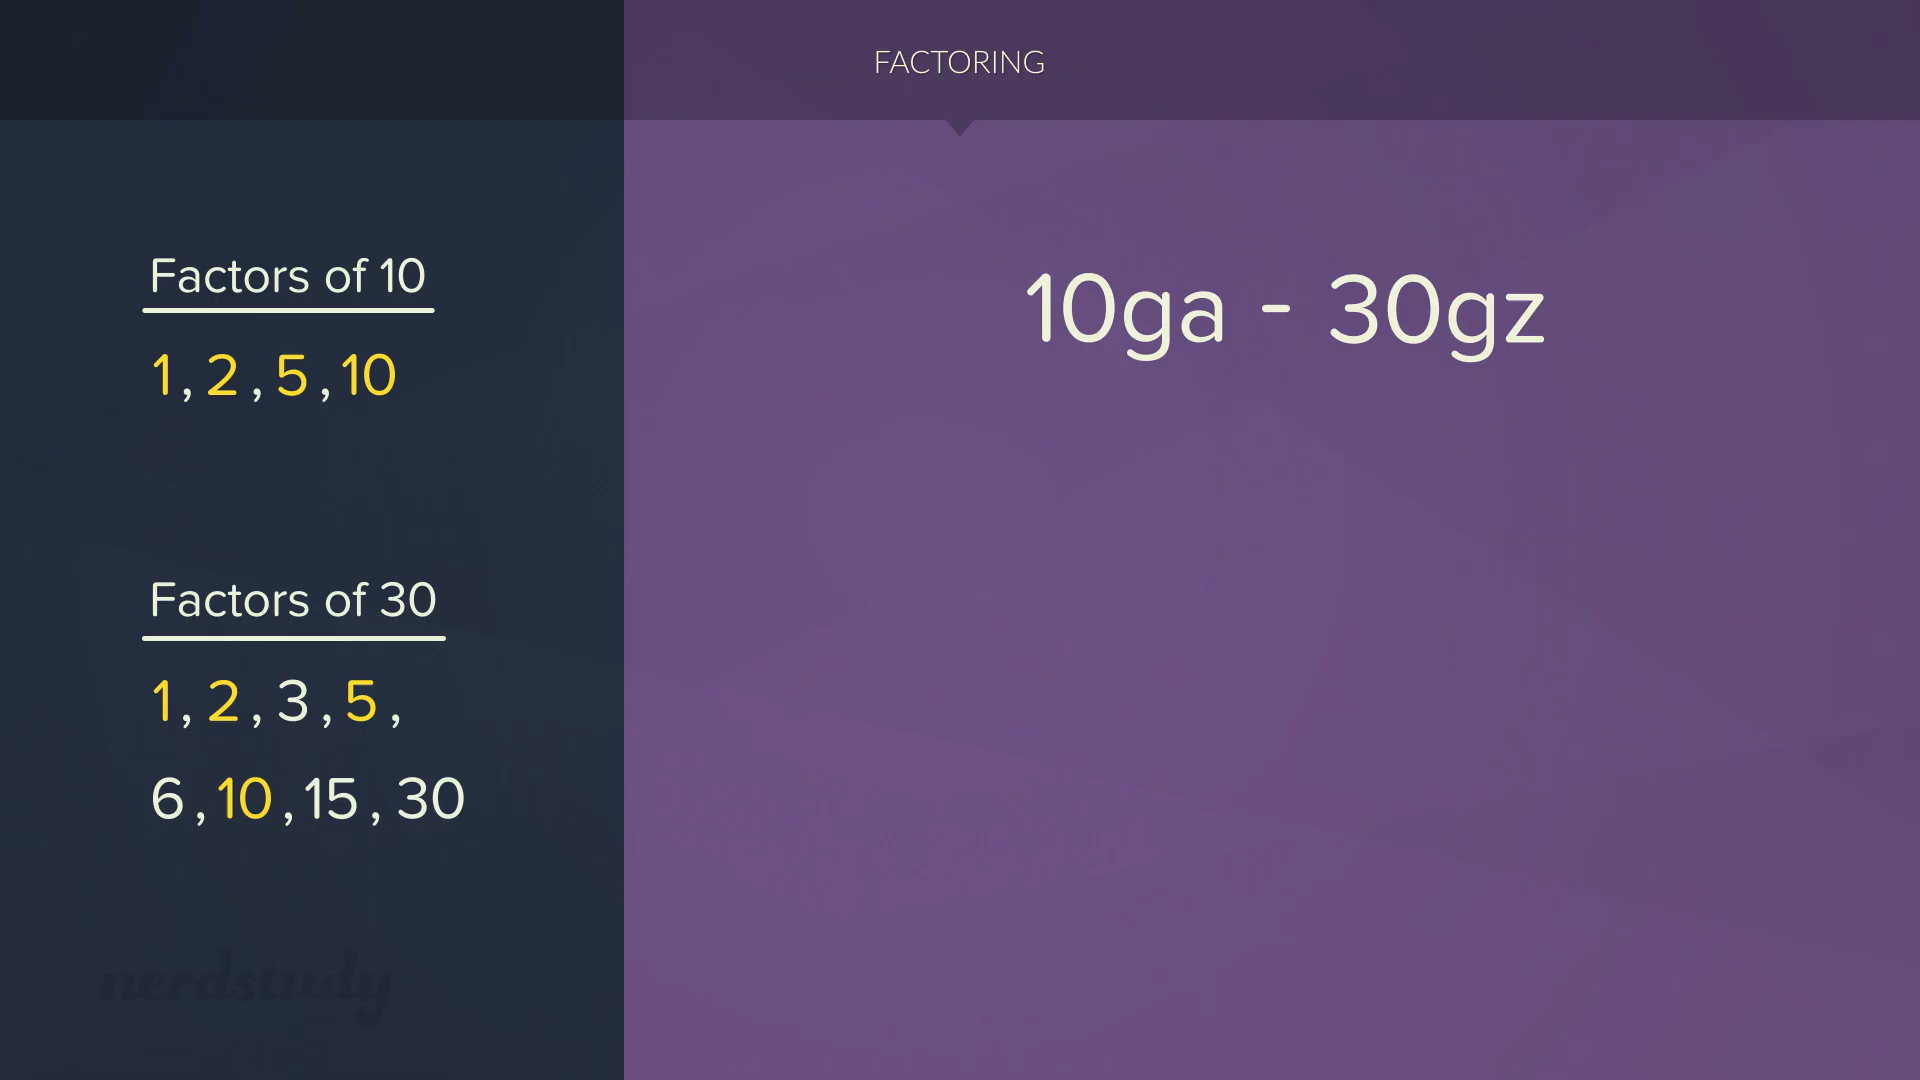 FACTORING
Factors of 10
1, 2, 5, 10
Factors of 30
1, 2, 3, 5,
6, 10, 15, 30
10ga - 30gz
nerdstudy